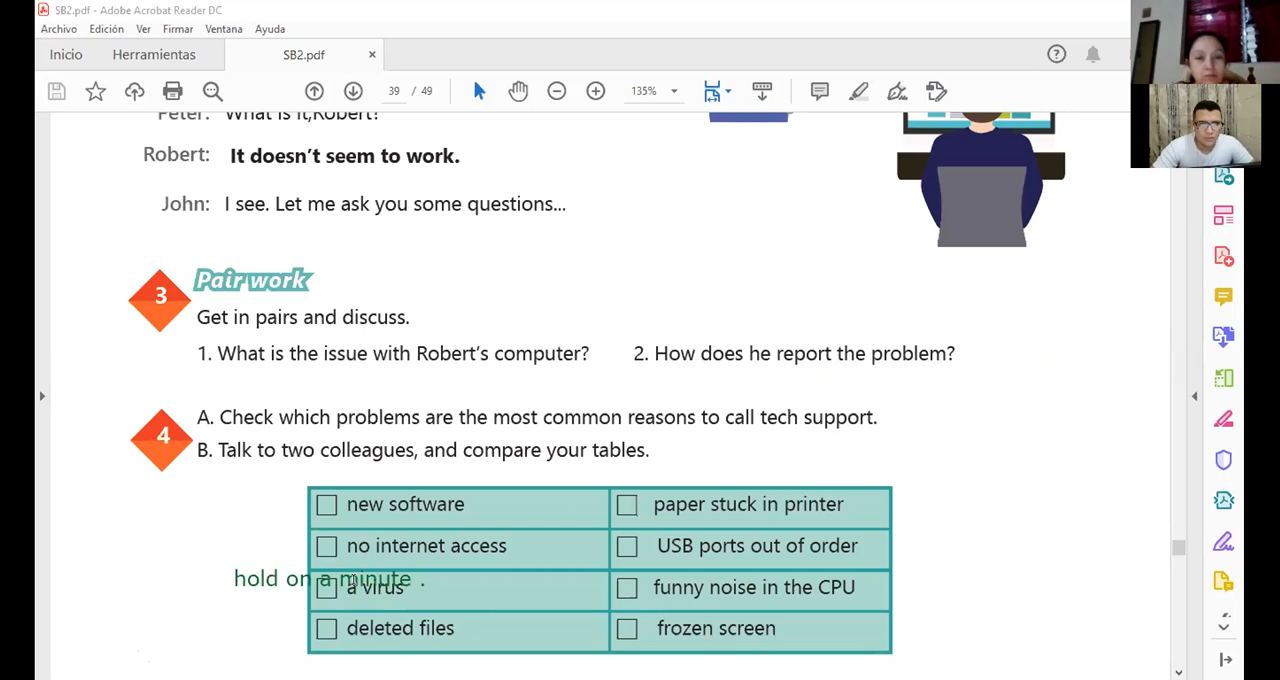 SB2.pdf - Adobe Acrobat Reader DC
Archivo Edición Ver Firmar Ventana Ayuda
Inicio Herramientas SB2.pdf ×
39 / 49 135%
Peter: What is it,Robert?
Robert: It doesn't seem to work.
John: I see. Let me ask you some questions...
3 Pair work
Get in pairs and discuss.
1. What is the issue with Robert's computer? 2. How does he report the problem?
4 A. Check which problems are the most common reasons to call tech support.
B. Talk to two colleagues, and compare your tables.
new software paper stuck in printer
no internet access USB ports out of order
hold on a minute .
a virus funny noise in the CPU
deleted files frozen screen